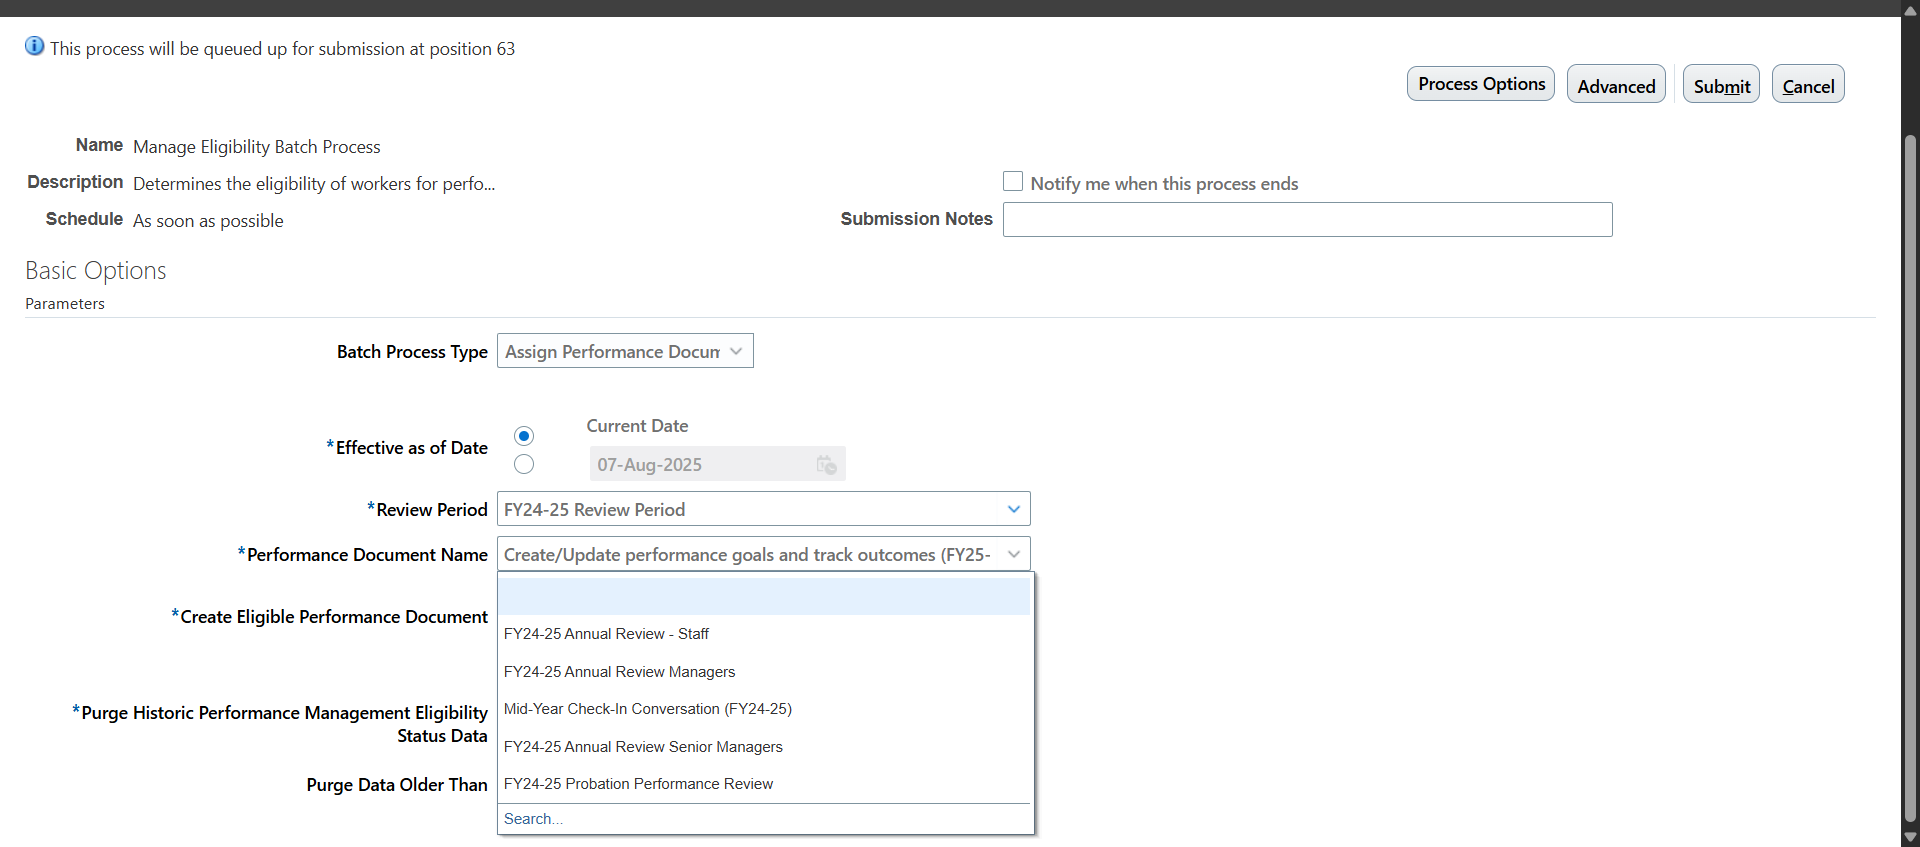 This process will be queued up for submission at position 63
Process Options
Advanced
Submit
Cancel
Name Manage Eligibility Batch Process
Description Determines the eligibility of workers for perfo...
Notify me when this process ends
Schedule As soon as possible
Submission Notes
Basic Options
Parameters
Batch Process Type Assign Performance Docum
Current Date
*Effective as of Date
07-Aug-2025
*Review Period FY24-25 Review Period
*Performance Document Name Create/Update performance goals and track outcomes (FY25-
*Create Eligible Performance Document
FY24-25 Annual Review - Staff
FY24-25 Annual Review Managers
Mid-Year Check-In Conversation (FY24-25)
*Purge Historic Performance Management Eligibility
Status Data
FY24-25 Annual Review Senior Managers
Purge Data Older Than
FY24-25 Probation Performance Review
Search...